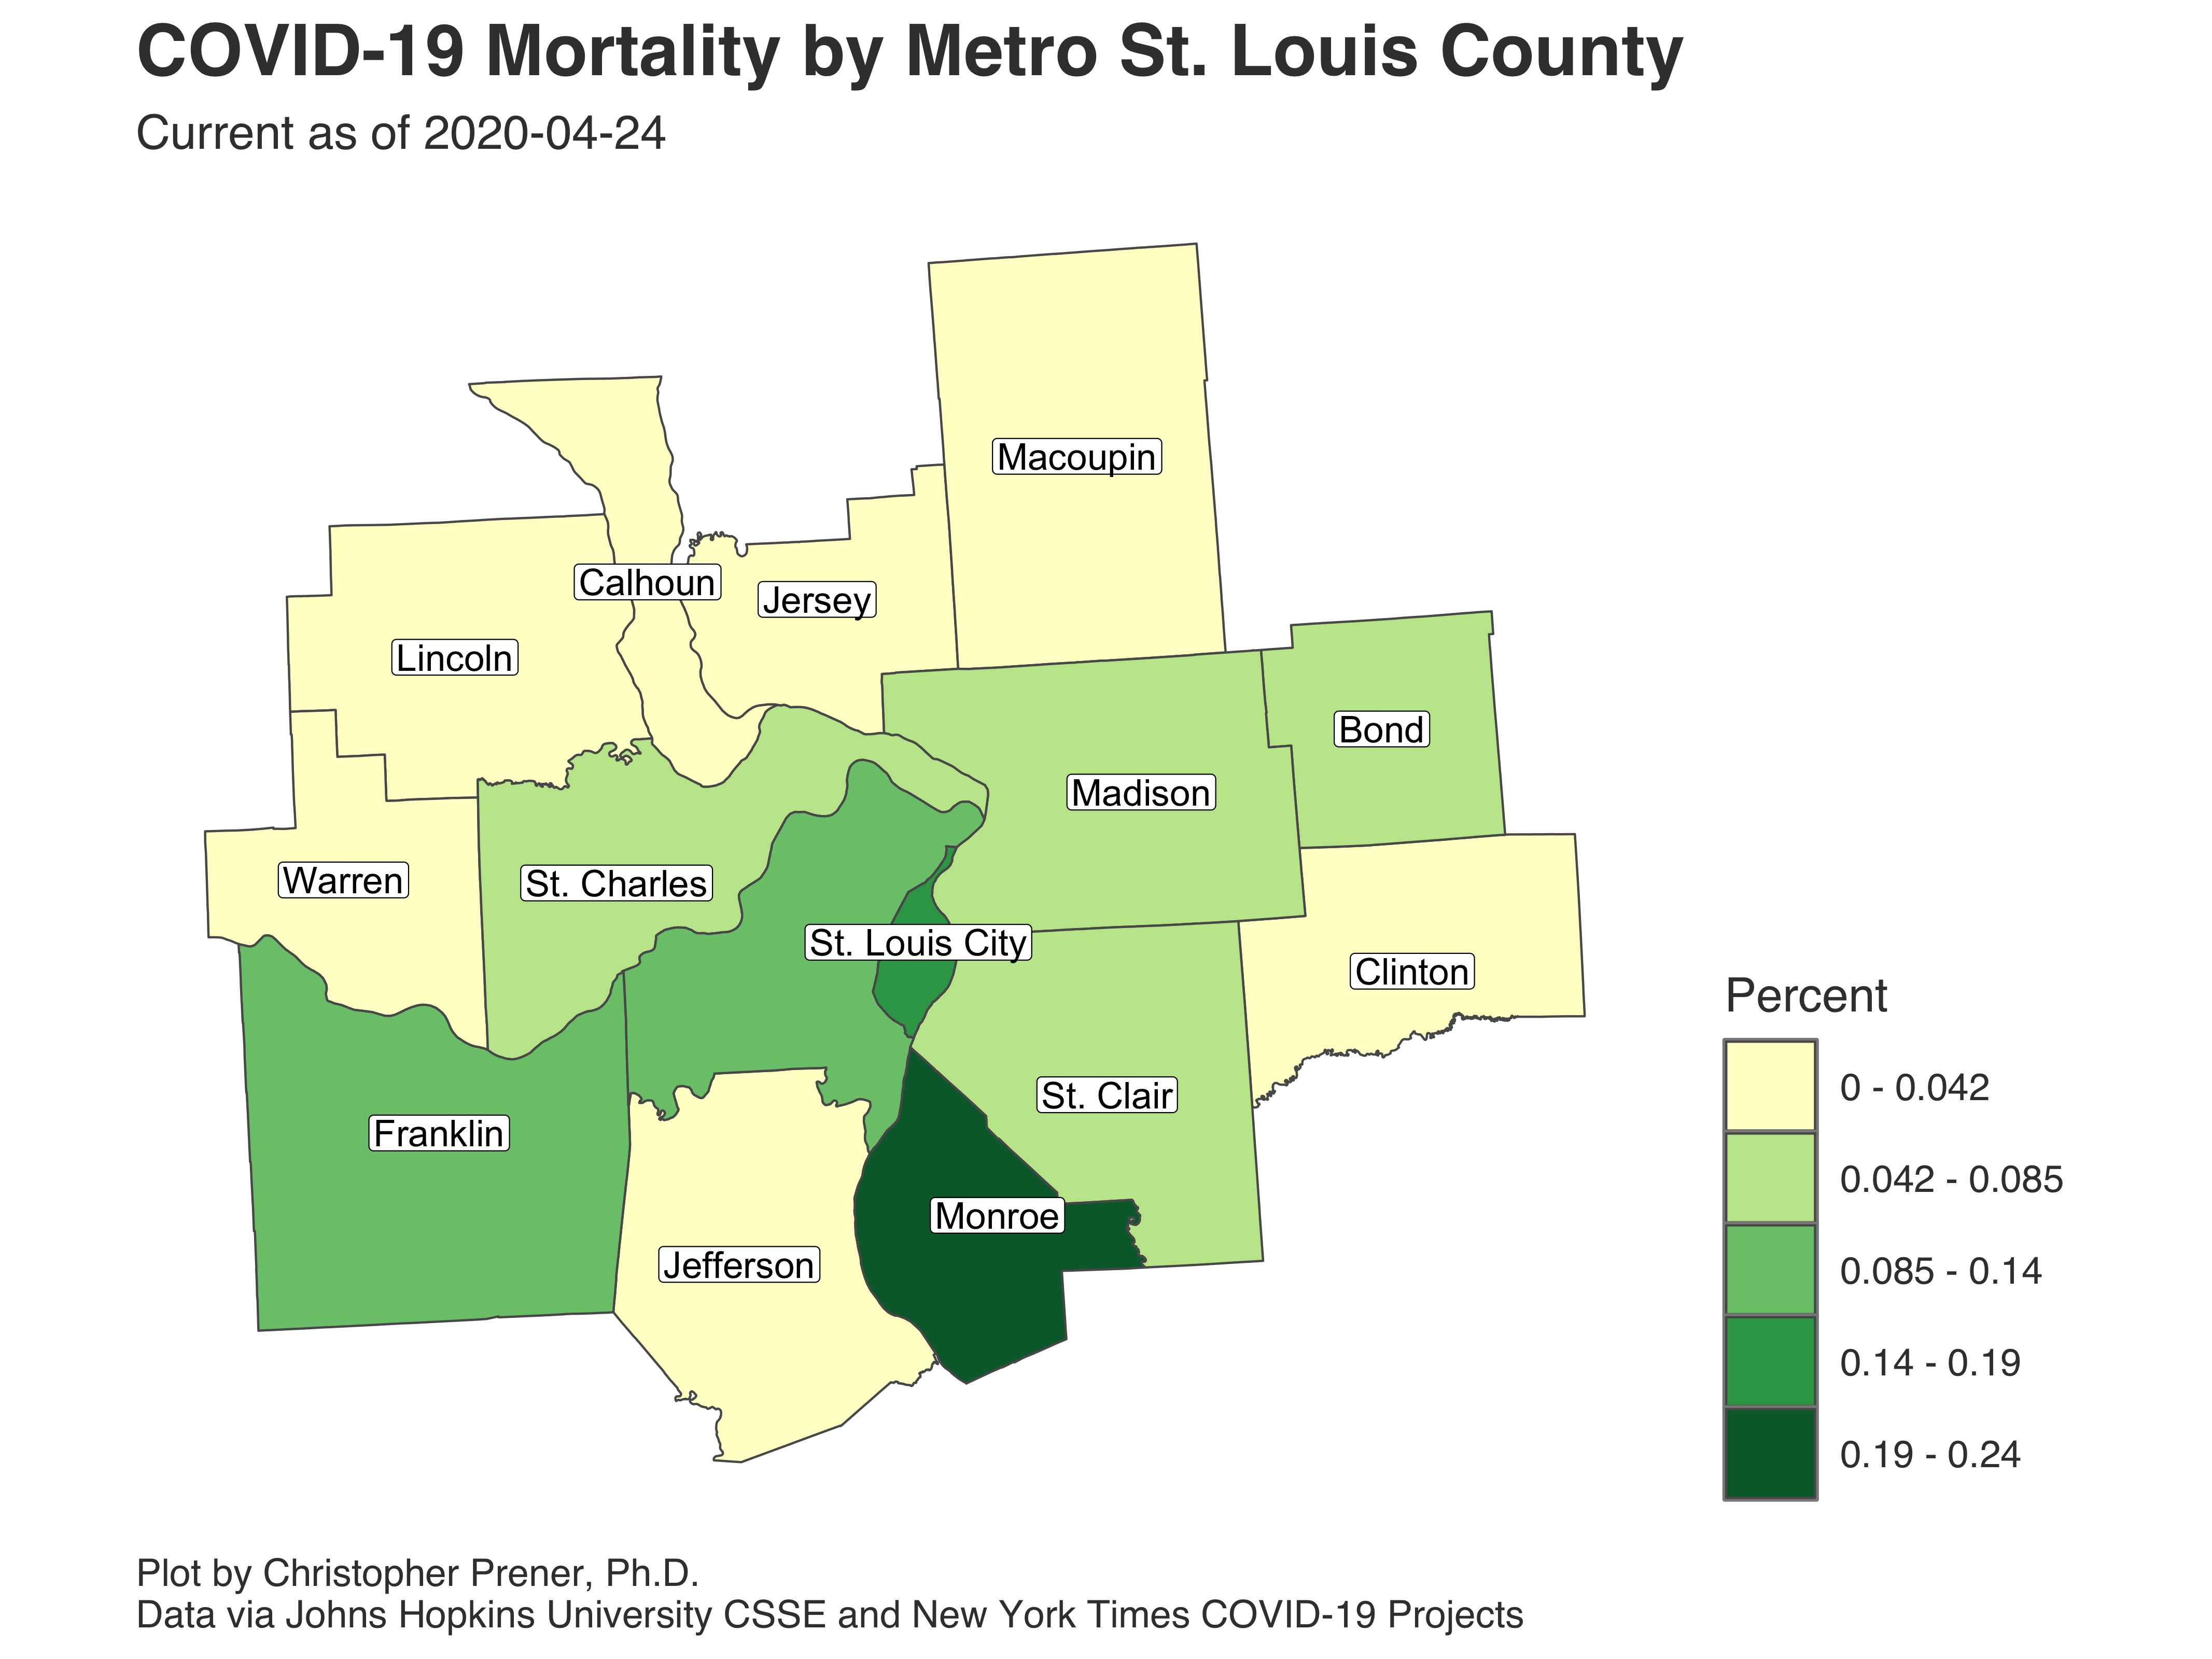 COVID-19 Mortality by Metro St. Louis County
Current as of 2020-04-24
Macoupin
Calhoun
Jersey
Lincoln
Bond
Madison
Warren
St. Charles
St. Louis City
Clinton
St. Clair
Franklin
Monroe
Jefferson
Percent
0 - 0.042
0.042 - 0.085
0.085 - 0.14
0.14 - 0.19
0.19 - 0.24
Plot by Christopher Prener, Ph.D.
Data via Johns Hopkins University CSSE and New York Times COVID-19 Projects